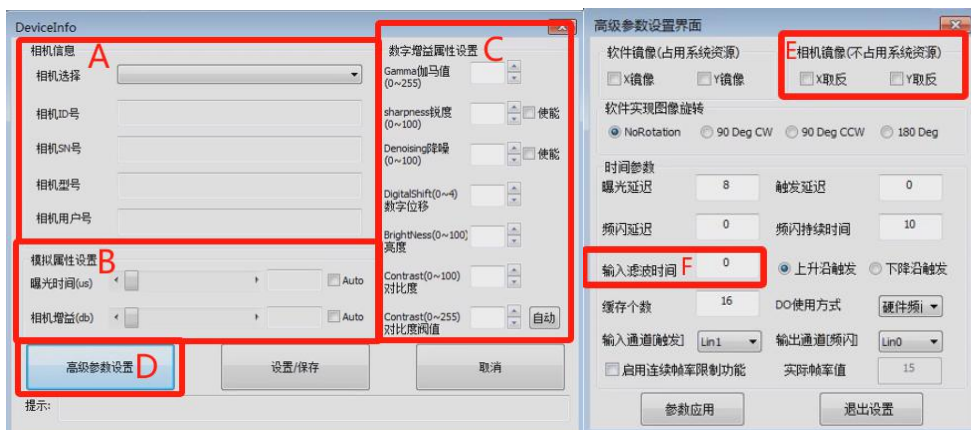 DeviceInfo
相机信息
A
相机选择
相机ID号
相机SN号
相机型号
相机用户号
模拟属性设置
B
曝光时间(us)
Auto
相机增益(db)
Auto
数字增益属性设置
C
Gamma伽马值
(0~255)
sharpness锐度
(0~100)
使能
Denoising降噪
(0~100)
使能
DigitalShift(0~4)
数字位移
BrightNess(0~100)
亮度
Contrast(0~100)
对比度
Contrast(0~255)
对比度阀值
自动
高级参数设置
D
设置/保存
取消
提示:
高级参数设置界面
软件镜像(占用系统资源)
X镜像 Y镜像
E
相机镜像(不占用系统资源)
X取反 Y取反
软件实现图像旋转
NoRotation 90 Deg CW 90 Deg CCW 180 Deg
时间参数
曝光延迟 8 触发延迟 0
频闪延迟 0 频闪持续时间 10
输入滤波时间 F 0 上升沿触发 下降沿触发
缓存个数 16 DO使用方式 硬件频i
输入通道[触发] Lin1 输出通道[频闪] Lin0
启用连续帧率限制功能 实际帧率值 15
参数应用 退出设置